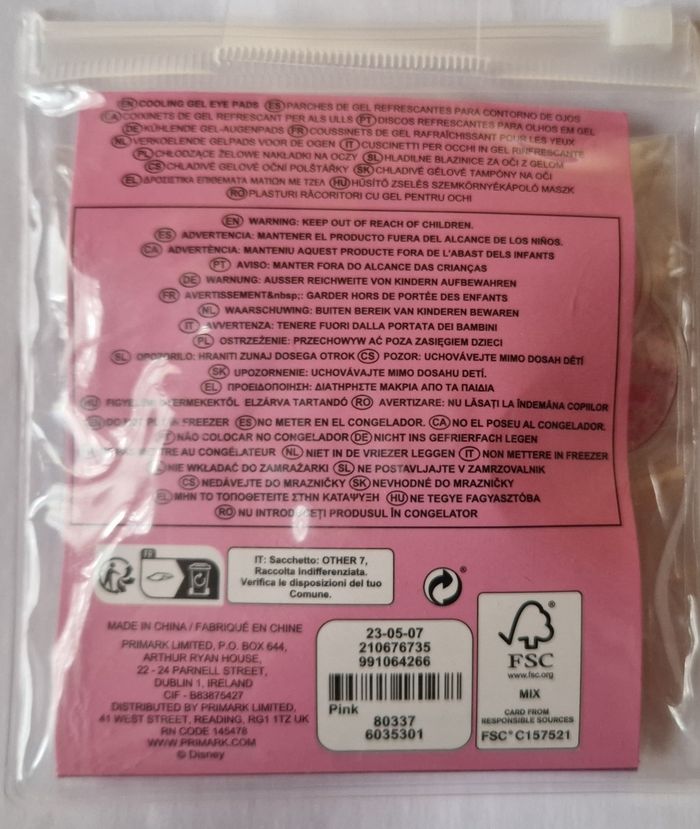 EN COOLING GEL EYE PADS ES PARCHES DE GEL REFRESCANTES PARA CONTORNO DE OJOS
CA COIXINETS DE GEL REFRESCANT PER ALS ULLS PT DISCOS REFRESCANTES PARA OLHOS EM GEL
DE KÜHLENDE GEL-AUGENPADS FR COUSSINETS DE GEL RAFRAÎCHISSANT POUR LES YEUX
NL VERKOELENDE GELPADS VOOR DE OGEN IT CUSCINETTI PER OCCHI IN GEL RINFRESCANTE
PL CHŁODZĄCE ŻELOWE NAKŁADKI NA OCZY SL HLADILNE BLAZINICE ZA OČI Z GELOM
CS CHLADIVÉ GELOVÉ OČNÍ POLŠTÁŘKY SK CHLADIVÉ GÉLOVÉ TAMPÓNY NA OČI
EL ΔΡΟΣΙΣΤΙΚΑ ΕΠΙΘΕΜΑΤΑ ΜΑΤΙΩΝ ΜΕ ΤΖΕΛ HU HŰSÍTŐ ZSELÉS SZEMKÖRNYÉKÁPOLÓ MASZK
RO PLASTURI RĂCORITORI CU GEL PENTRU OCHI
EN WARNING: KEEP OUT OF REACH OF CHILDREN.
ES ADVERTENCIA: MANTENER EL PRODUCTO FUERA DEL ALCANCE DE LOS NIÑOS.
CA ADVERTÈNCIA: MANTENIU AQUEST PRODUCTE FORA DE L'ABAST DELS INFANTS
PT AVISO: MANTER FORA DO ALCANCE DAS CRIANÇAS
DE WARNUNG: AUSSER REICHWEITE VON KINDERN AUFBEWAHREN
FR AVERTISSEMENT&nbsp;: GARDER HORS DE PORTÉE DES ENFANTS
NL WAARSCHUWING: BUITEN BEREIK VAN KINDEREN BEWAREN
IT AVVERTENZA: TENERE FUORI DALLA PORTATA DEI BAMBINI
PL OSTRZEŻENIE: PRZECHOWYWAĆ POZA ZASIĘGIEM DZIECI
SL OPOZORILO: HRANITI ZUNAJ DOSEGA OTROK CS POZOR: UCHOVÁVEJTE MIMO DOSAH DĚTÍ
SK UPOZORNENIE: UCHOVÁVAJTE MIMO DOSAHU DETÍ.
EL ΠΡΟΕΙΔΟΠΟΙΗΣΗ: ΔΙΑΤΗΡΗΣΤΕ ΜΑΚΡΙΑ ΑΠΟ ΤΑ ΠΑΙΔΙΑ
HU GYERMEKEKTŐL ELZÁRVA TARTANDÓ RO AVERTIZARE: NU LĂSAȚI LA ÎNDEMÂNA COPIILOR
EN DO NOT PUT IN FREEZER ES NO METER EN EL CONGELADOR. CA NO EL POSEU AL CONGELADOR.
PT NÃO COLOCAR NO CONGELADOR DE NICHT INS GEFRIERFACH LEGEN
PAS METTRE AU CONGÉLATEUR NL NIET IN DE VRIEZER LEGGEN IT NON METTERE IN FREEZER
PL NIE WKŁADAĆ DO ZAMRAŻARKI SL NE POSTAVLJAJTE V ZAMRZOVALNIK
CS NEDÁVEJTE DO MRAZNIČKY SK NEVHODNÉ DO MRAZNIČKY
EL ΜΗΝ ΤΟ ΤΟΠΟΘΕΤΕΙΤΕ ΣΤΗΝ ΚΑΤΑΨΥΞΗ HU NE TEGYE FAGYASZTÓBA
RO NU INTRODUCEȚI PRODUSUL ÎN CONGELATOR
FR
IT: Sacchetto: OTHER 7,
Raccolta Indifferenziata.
Verifica le disposizioni del tuo
Comune.
MADE IN CHINA / FABRIQUÉ EN CHINE
PRIMARK LIMITED, P.O. BOX 644,
ARTHUR RYAN HOUSE,
22 - 24 PARNELL STREET,
DUBLIN 1, IRELAND
CIF - B83875427
DISTRIBUTED BY PRIMARK LIMITED,
41 WEST STREET, READING, RG1 1TZ UK
RN CODE 145478
WWW.PRIMARK.COM
© Disney
23-05-07
210676735
991064266
Pink
80337
6035301
FSC
www.fsc.org
MIX
CARD FROM
RESPONSIBLE SOURCES
FSC® C157521